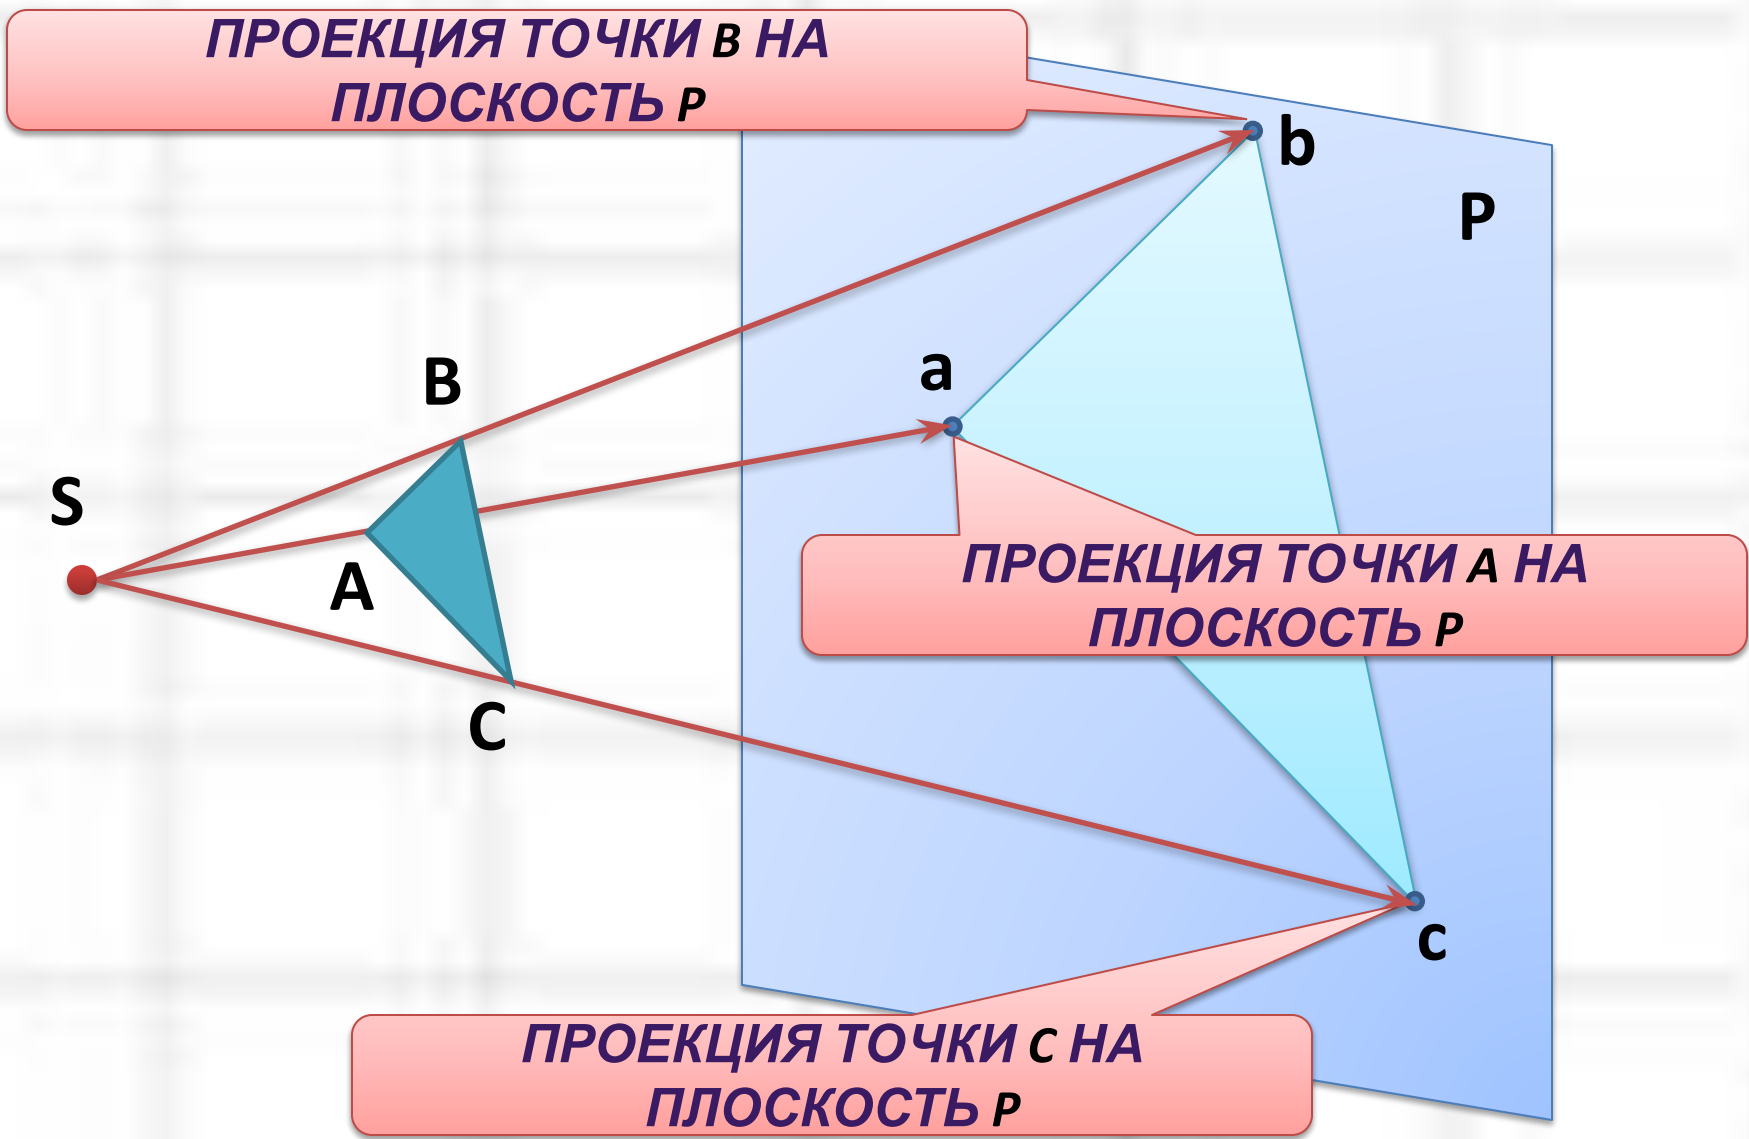 ПРОЕКЦИЯ ТОЧКИ B НА
ПЛОСКОСТЬ P
b
P
a
B
S
A
ПРОЕКЦИЯ ТОЧКИ A НА
ПЛОСКОСТЬ P
C
c
ПРОЕКЦИЯ ТОЧКИ C НА
ПЛОСКОСТЬ P